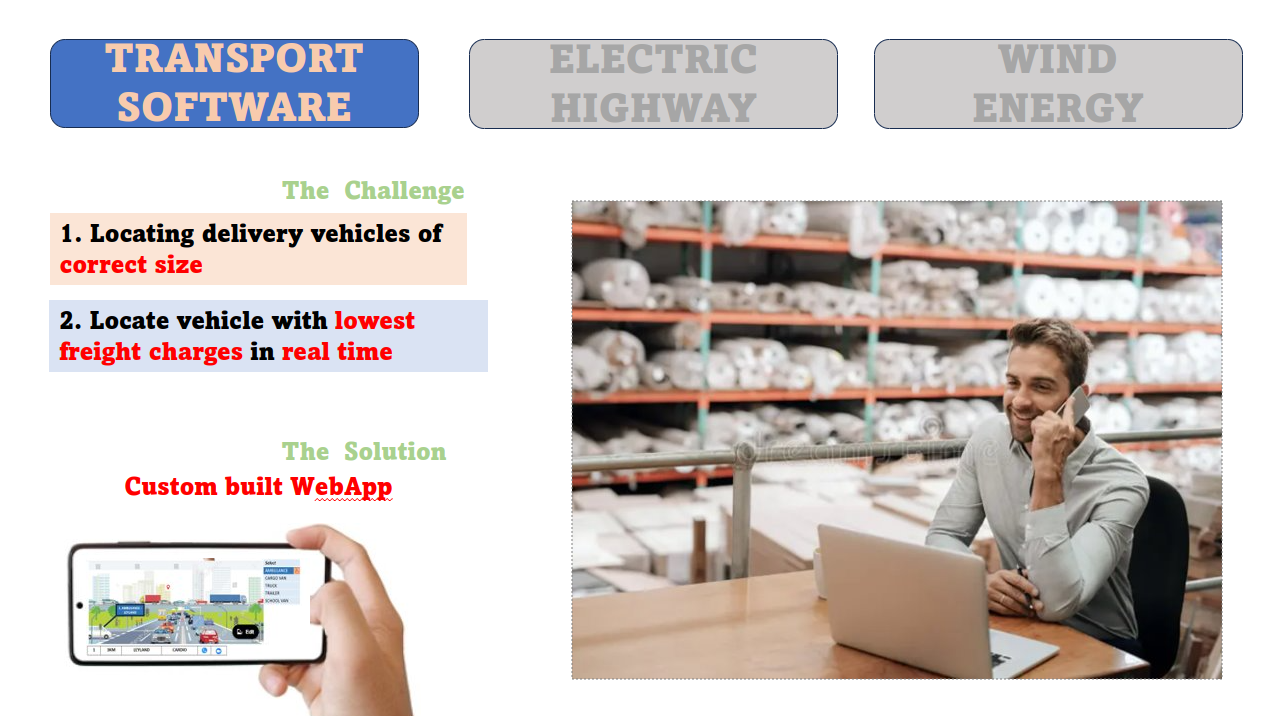 TRANSPORT
SOFTWARE
ELECTRIC
HIGHWAY
WIND
ENERGY
The Challenge
1. Locating delivery vehicles of
correct size
2. Locate vehicle with lowest
freight charges in real time
The Solution
Custom built WebApp
Select
AMBULANCE
CARGO VAN
TRUCK
TRAILER
SCHOOL VAN
Edit
1 3KM LEYLAND CARDIO
dreamstime